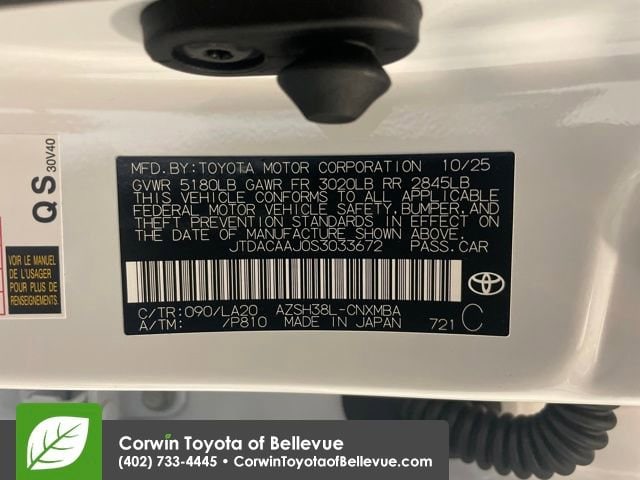 QS 30V40
VOIR LE MANUEL
DE L'USAGER
POUR PLUS DE
RENSEIGNEMENTS.
MFD.BY:TOYOTA MOTOR CORPORATION 10/25
GVWR 5180LB GAWR FR 3020LB RR 2845LB
THIS VEHICLE CONFORMS TO ALL APPLICABLE
FEDERAL MOTOR VEHICLE SAFETY,BUMPER,AND
THEFT PREVENTION STANDARDS IN EFFECT ON
THE DATE OF MANUFACTURE SHOWN ABOVE.
JTDACAAJ0S3033672 PASS.CAR
C/TR:090/LA20 AZSH38L-CNXMBA
A/TM: /P810 MADE IN JAPAN 721 C
Corwin Toyota of Bellevue
(402) 733-4445 • CorwinToyotaofBellevue.com